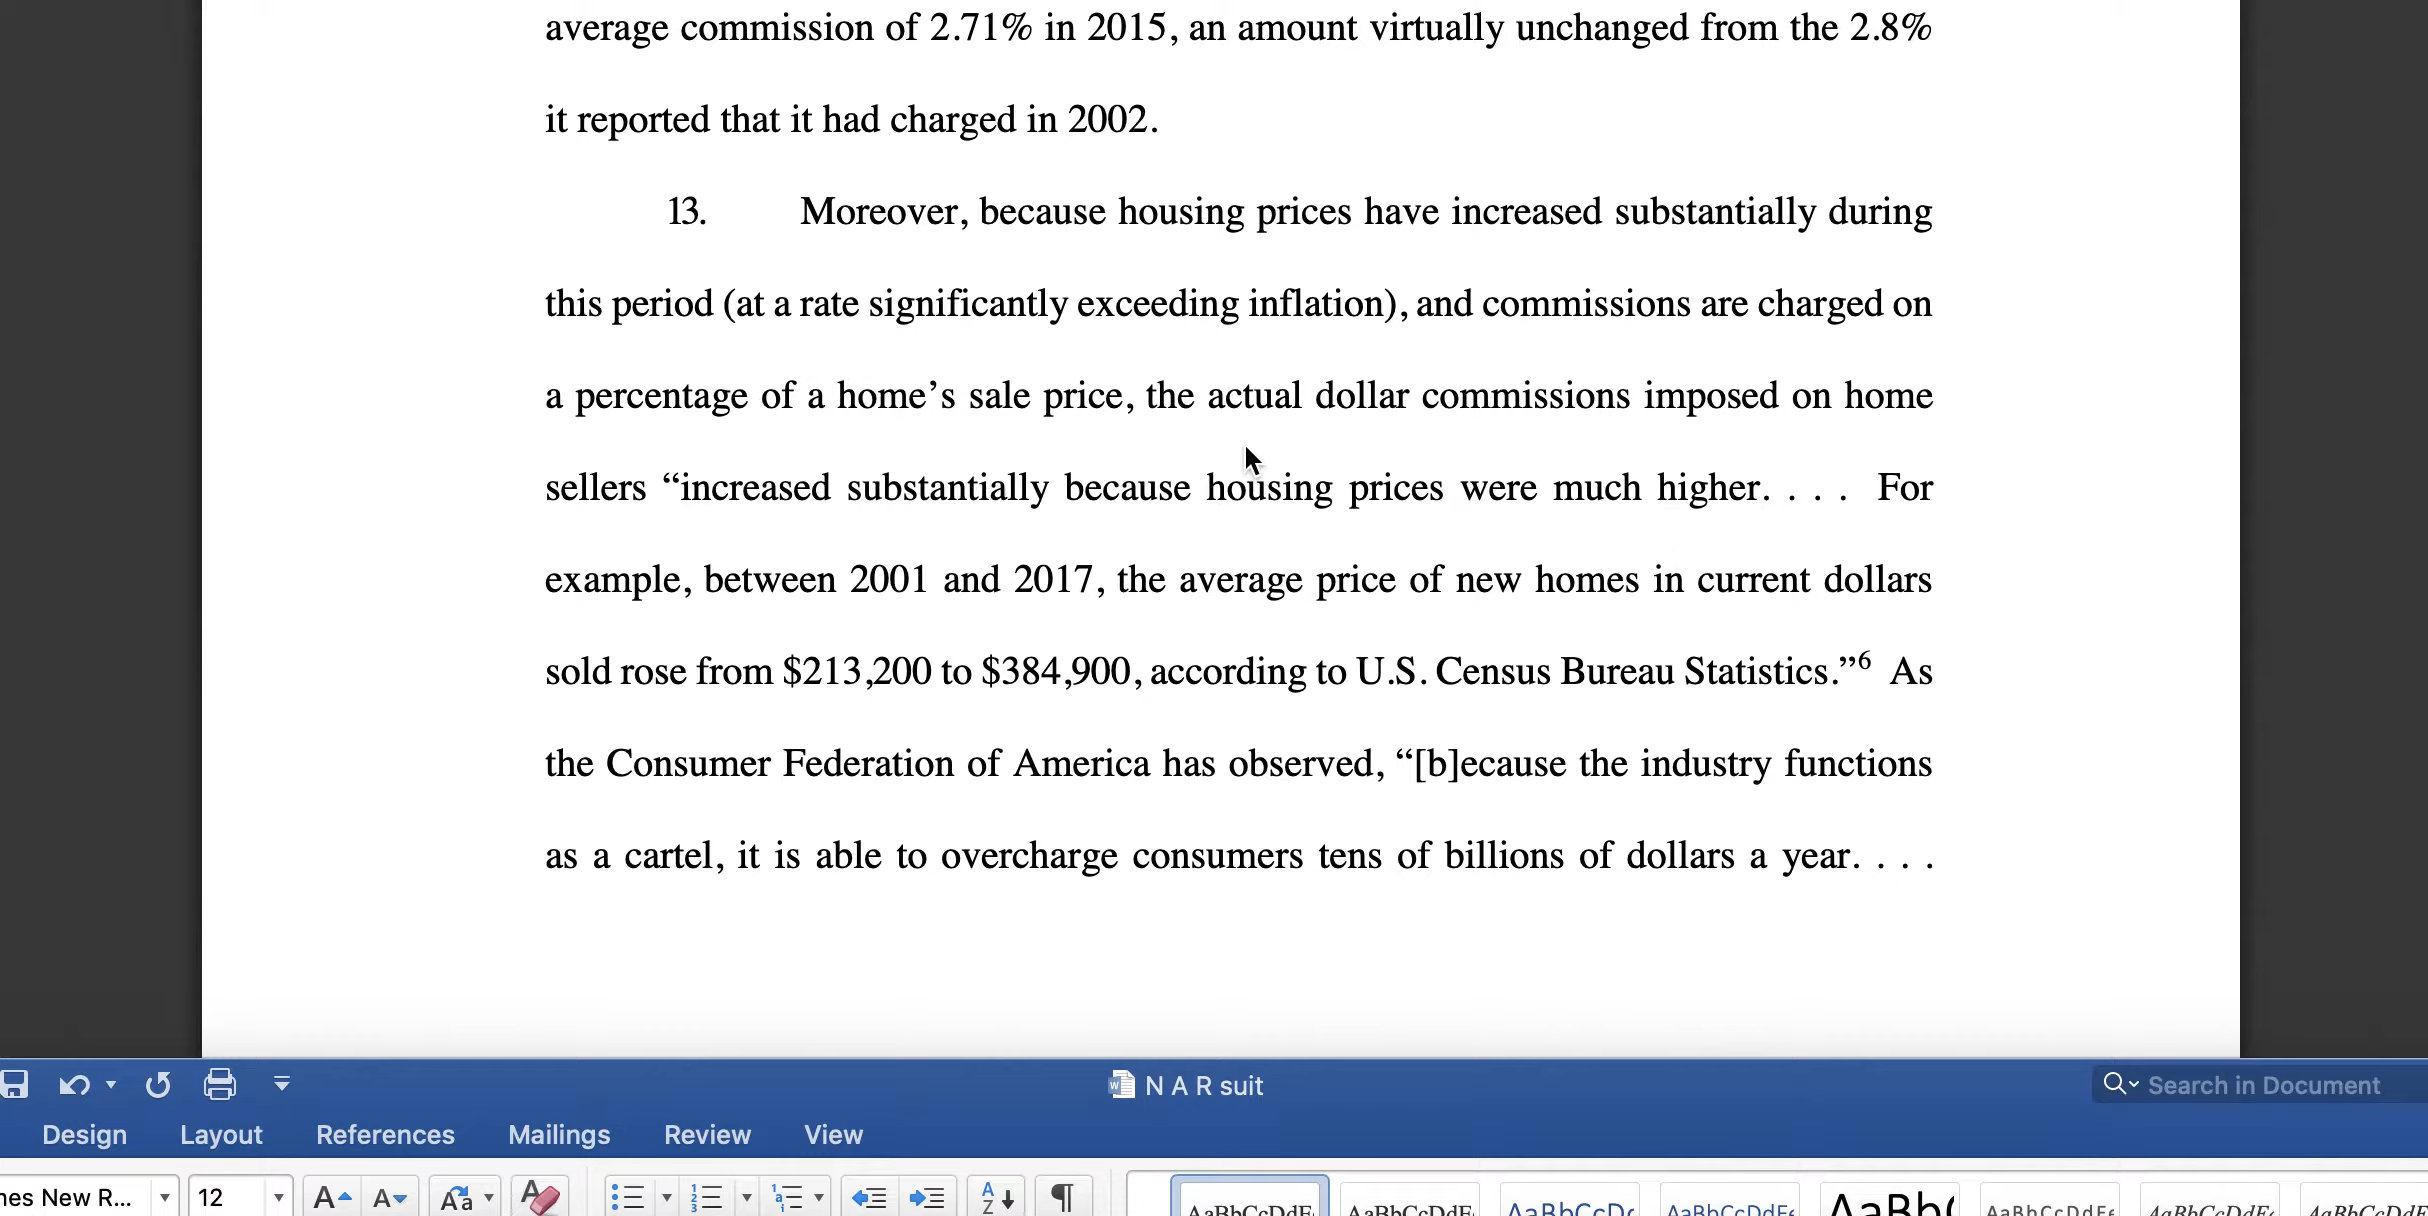 average commission of 2.71% in 2015, an amount virtually unchanged from the 2.8%
it reported that it had charged in 2002.
13. Moreover, because housing prices have increased substantially during
this period (at a rate significantly exceeding inflation), and commissions are charged on
a percentage of a home’s sale price, the actual dollar commissions imposed on home
sellers “increased substantially because housing prices were much higher. . . . For
example, between 2001 and 2017, the average price of new homes in current dollars
sold rose from $213,200 to $384,900, according to U.S. Census Bureau Statistics.”⁶ As
the Consumer Federation of America has observed, “[b]ecause the industry functions
as a cartel, it is able to overcharge consumers tens of billions of dollars a year. . . .
N A R suit
Search in Document
Design Layout References Mailings Review View
New R... 12